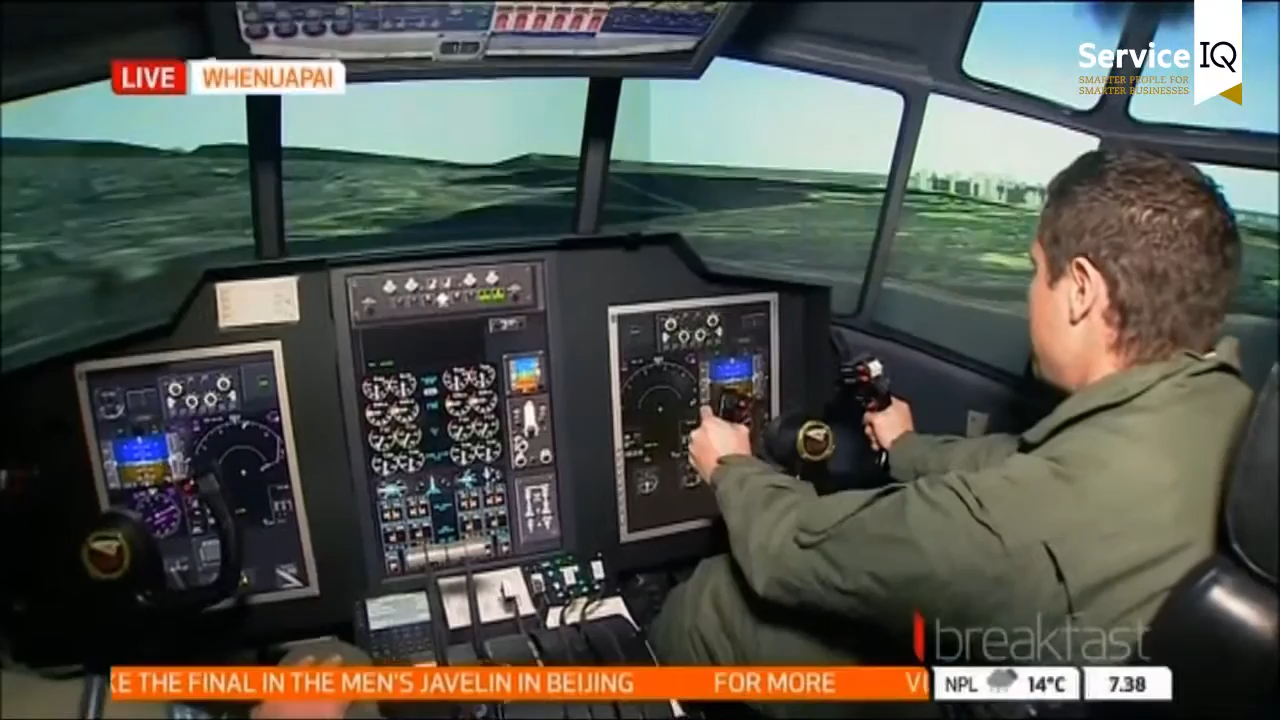 Service IQ
SMARTER PEOPLE FOR
SMARTER BUSINESSES
LIVE WHENUAPAI
breakfast
KE THE FINAL IN THE MEN'S JAVELIN IN BEIJING FOR MORE
NPL 14°C 7.38